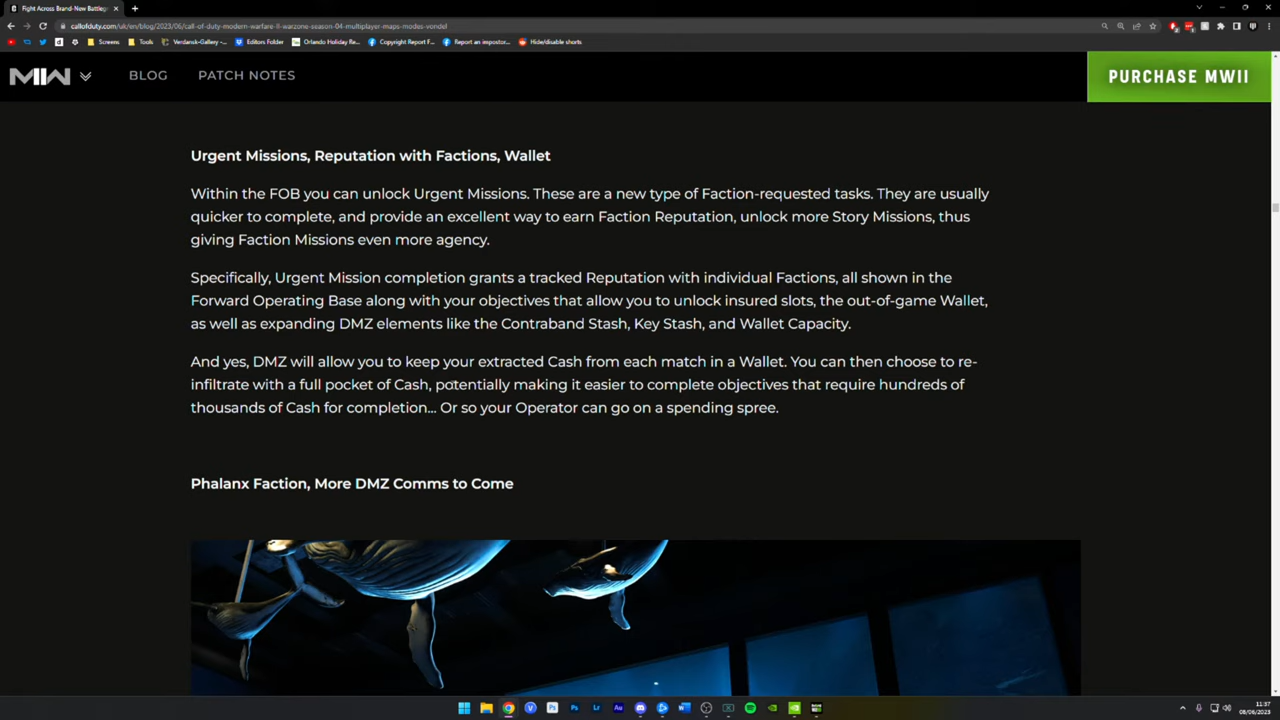 Fight Across Brand-New Battleg
callofduty.com/uk/en/blog/2023/06/call-of-duty-modern-warfare-II-warzone-season-04-multiplayer-maps-modes-vondel
Screens Tools Verdansk-Gallery -... Editors Folder Orlando Holiday Re... Copyright Report F... Report an impostor... Hide/disable shorts
MW BLOG PATCH NOTES PURCHASE MWII
Urgent Missions, Reputation with Factions, Wallet
Within the FOB you can unlock Urgent Missions. These are a new type of Faction-requested tasks. They are usually
quicker to complete, and provide an excellent way to earn Faction Reputation, unlock more Story Missions, thus
giving Faction Missions even more agency.
Specifically, Urgent Mission completion grants a tracked Reputation with individual Factions, all shown in the
Forward Operating Base along with your objectives that allow you to unlock insured slots, the out-of-game Wallet,
as well as expanding DMZ elements like the Contraband Stash, Key Stash, and Wallet Capacity.
And yes, DMZ will allow you to keep your extracted Cash from each match in a Wallet. You can then choose to re-
infiltrate with a full pocket of Cash, potentially making it easier to complete objectives that require hundreds of
thousands of Cash for completion... Or so your Operator can go on a spending spree.
Phalanx Faction, More DMZ Comms to Come
11:37
08/06/2023